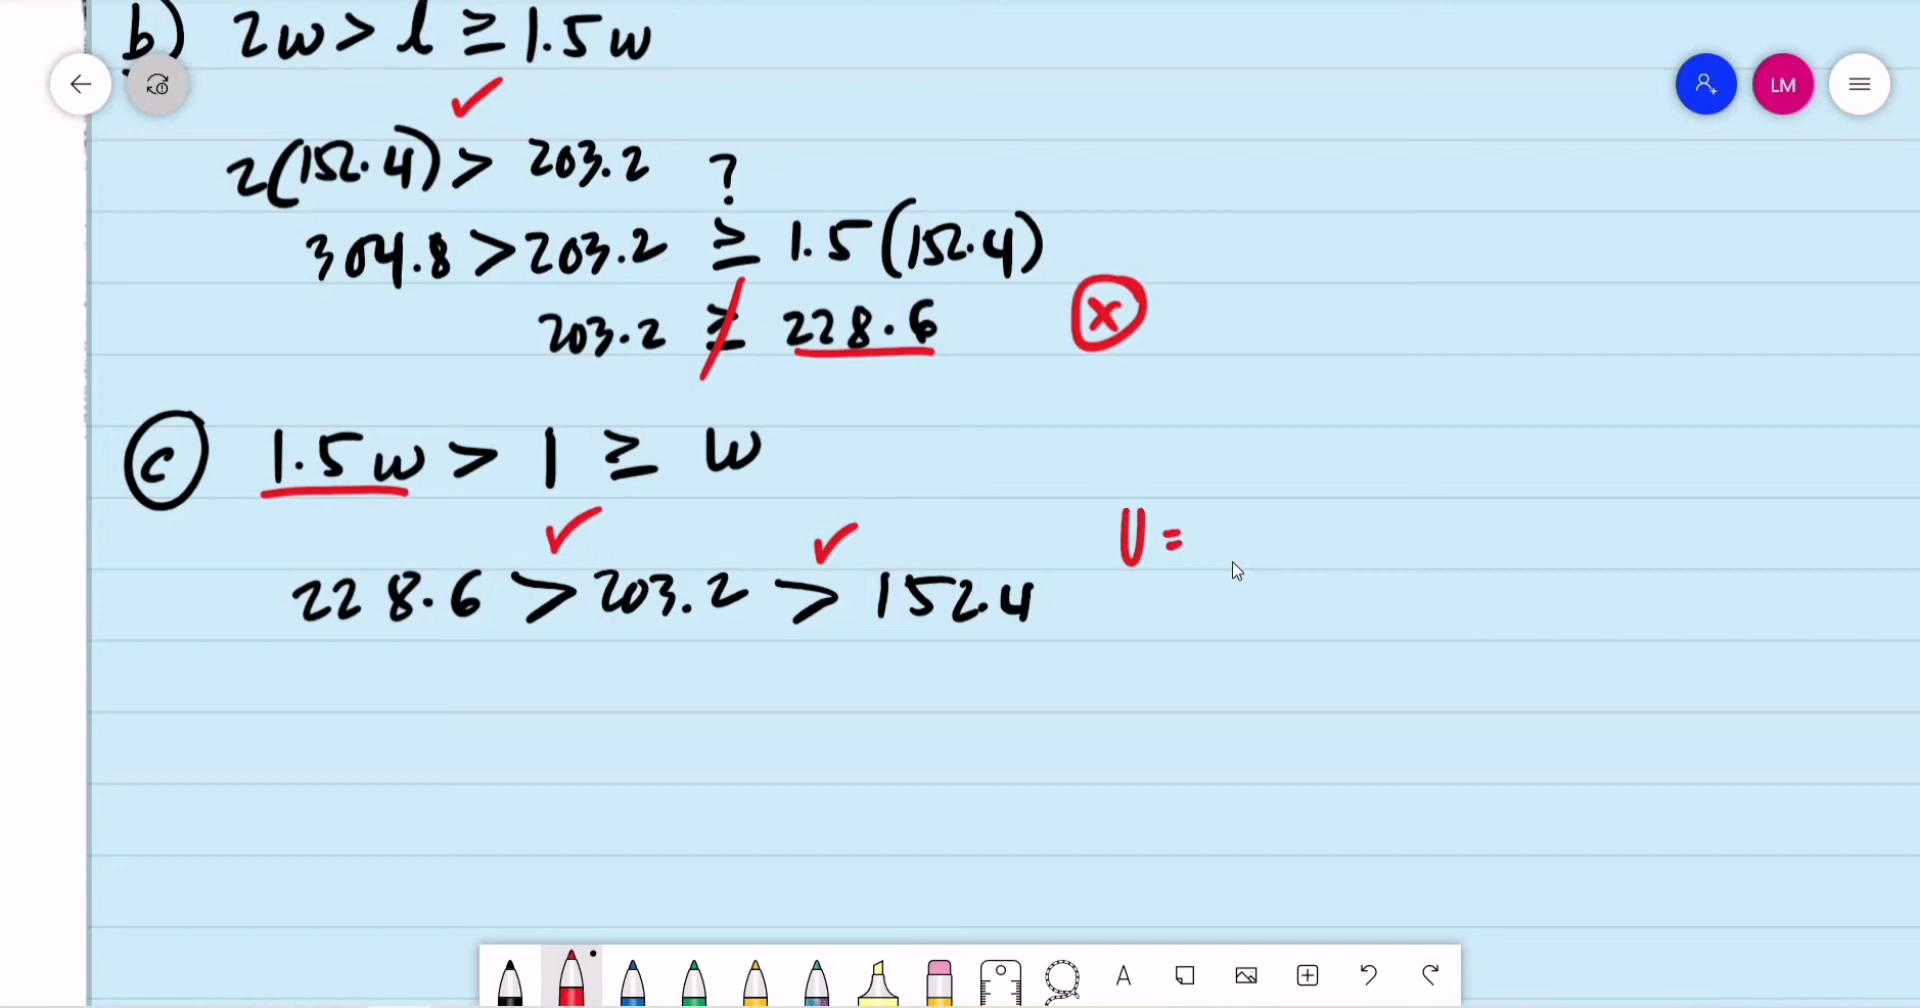 b) 2w > l ≥ 1.5w
LM
✓
2(152.4) > 203.2 ?
304.8 > 203.2 ≥ 1.5(152.4)
203.2 ≱ 228.6 ⓧ
ⓒ 1.5w > l ≥ w
✓ ✓ U =
228.6 > 203.2 > 152.4
A